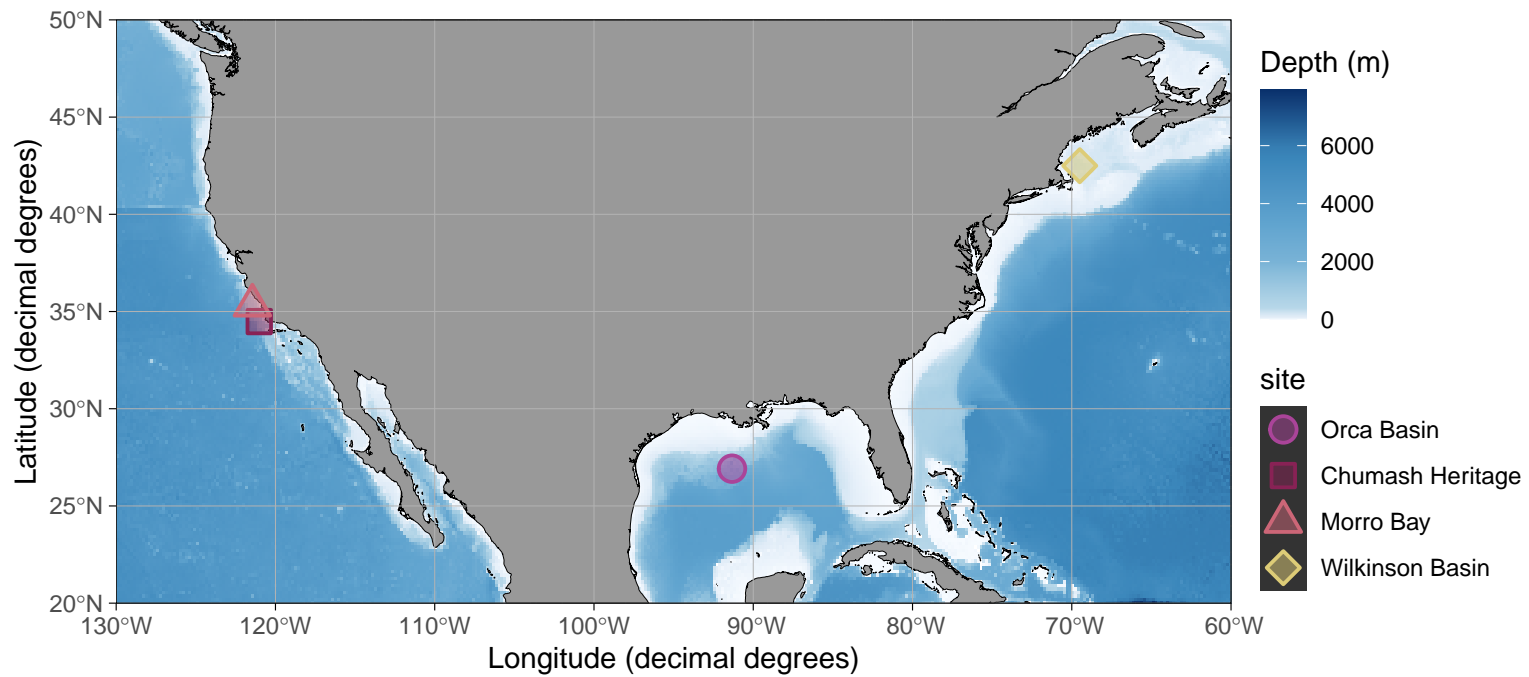 50°N
45°N
40°N
35°N
30°N
25°N
20°N
Latitude (decimal degrees)
130°W 120°W 110°W 100°W 90°W 80°W 70°W 60°W
Longitude (decimal degrees)
Depth (m)
6000
4000
2000
0
site
Orca Basin
Chumash Heritage
Morro Bay
Wilkinson Basin